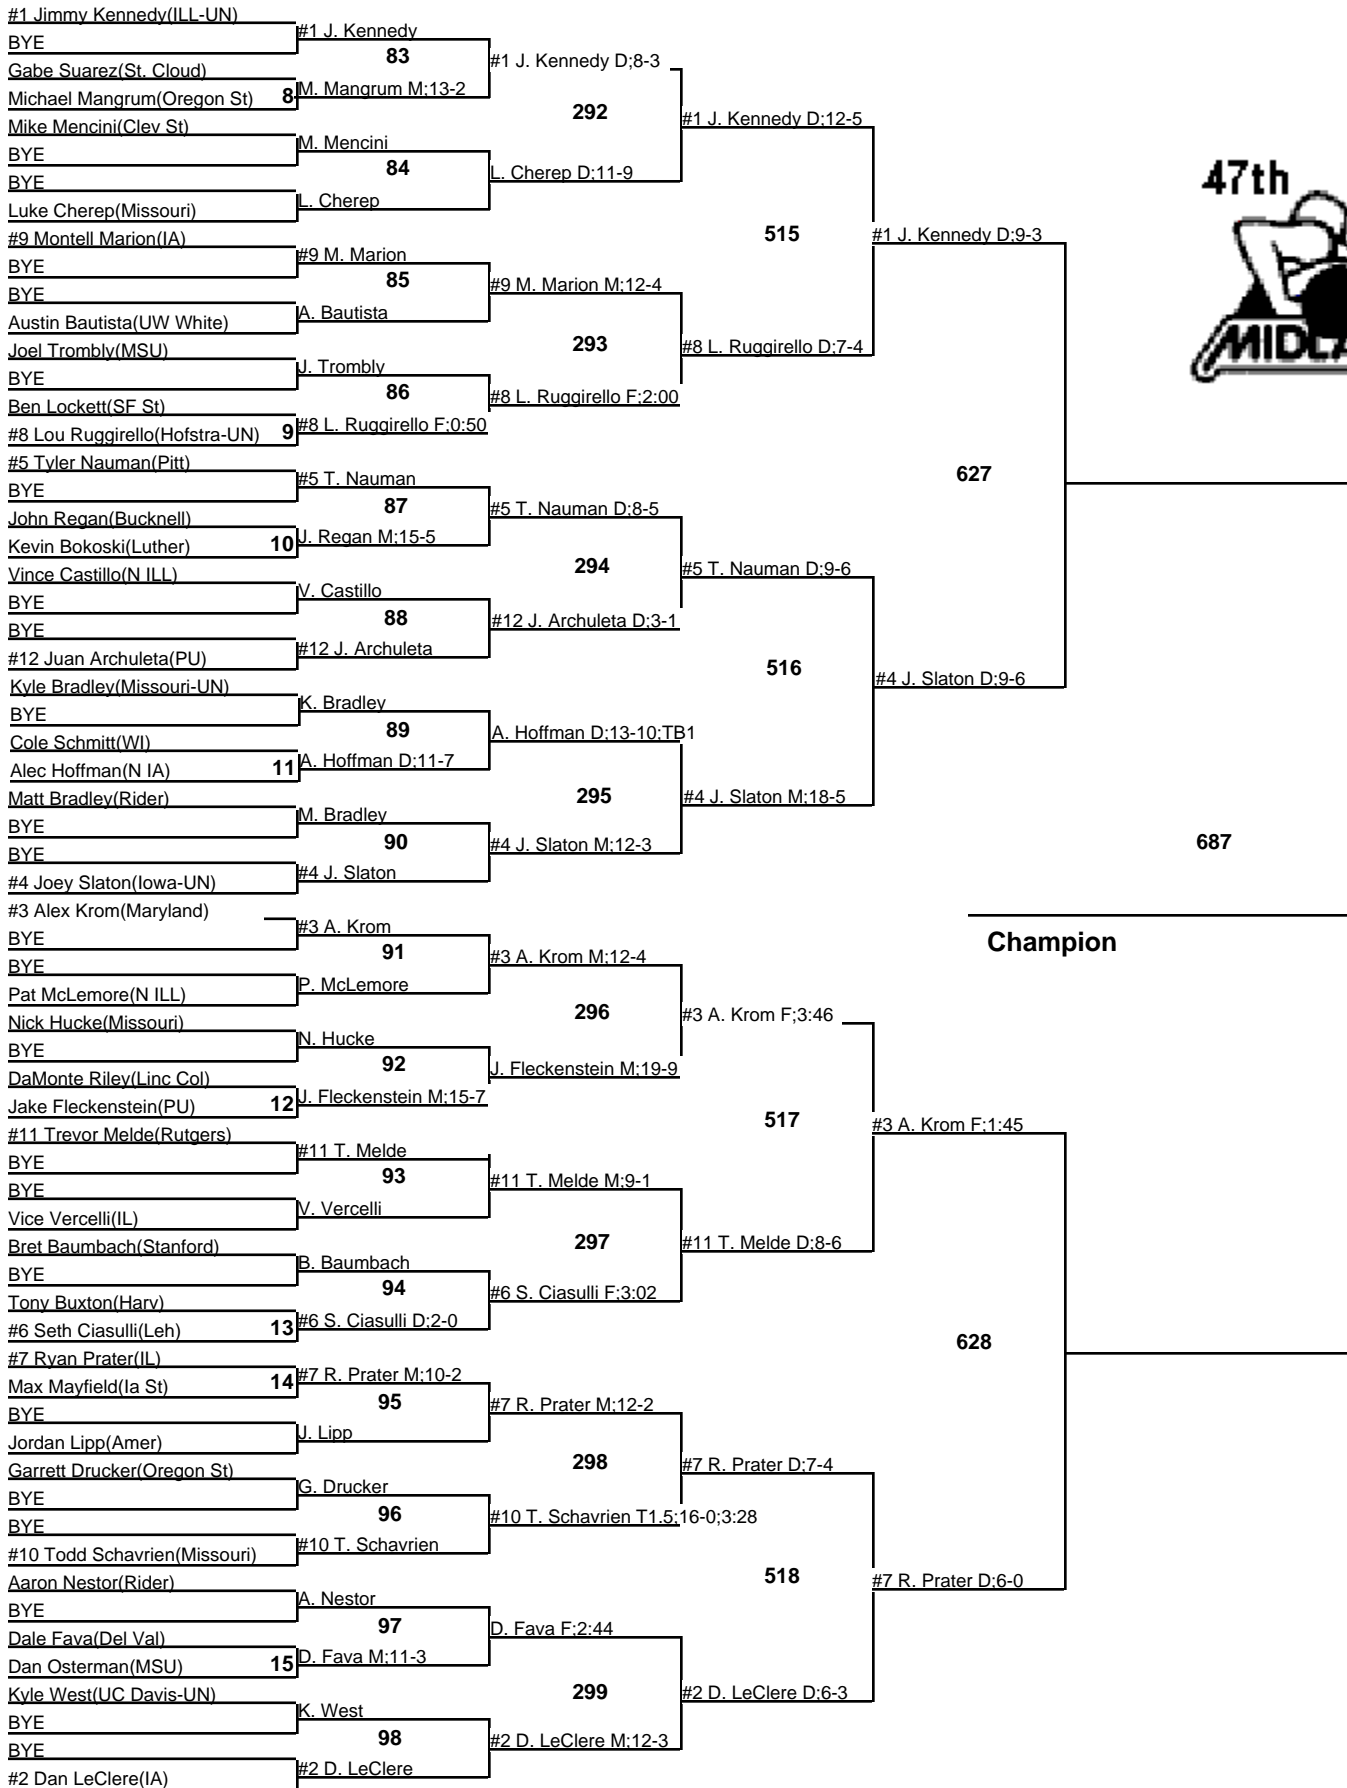 #1 Jimmy Kennedy(ILL-UN)
BYE
Gabe Suarez(St. Cloud)
Michael Mangrum(Oregon St) 8
Mike Mencini(Clev St)
BYE
BYE
Luke Cherep(Missouri)
#9 Montell Marion(IA)
BYE
BYE
Austin Bautista(UW White)
Joel Trombly(MSU)
BYE
Ben Lockett(SF St)
#8 Lou Ruggirello(Hofstra-UN) 9
#5 Tyler Nauman(Pitt)
BYE
John Regan(Bucknell)
Kevin Bokoski(Luther) 10
Vince Castillo(N ILL)
BYE
BYE
#12 Juan Archuleta(PU)
Kyle Bradley(Missouri-UN)
BYE
Cole Schmitt(WI)
Alec Hoffman(N IA) 11
Matt Bradley(Rider)
BYE
BYE
#4 Joey Slaton(Iowa-UN)
#3 Alex Krom(Maryland)
BYE
BYE
Pat McLemore(N ILL)
Nick Hucke(Missouri)
BYE
DaMonte Riley(Linc Col)
Jake Fleckenstein(PU) 12
#11 Trevor Melde(Rutgers)
BYE
BYE
Vice Vercelli(IL)
Bret Baumbach(Stanford)
BYE
Tony Buxton(Harv)
#6 Seth Ciasulli(Leh) 13
#7 Ryan Prater(IL)
Max Mayfield(Ia St) 14
BYE
Jordan Lipp(Amer)
Garrett Drucker(Oregon St)
BYE
BYE
#10 Todd Schavrien(Missouri)
Aaron Nestor(Rider)
BYE
Dale Fava(Del Val)
Dan Osterman(MSU) 15
Kyle West(UC Davis-UN)
BYE
BYE
#2 Dan LeClere(IA)
#1 J. Kennedy
83
M. Mangrum M;13-2
M. Mencini
84
L. Cherep
#9 M. Marion
85
A. Bautista
J. Trombly
86
#8 L. Ruggirello F;0:50
#5 T. Nauman
87
J. Regan M;15-5
V. Castillo
88
#12 J. Archuleta
K. Bradley
89
A. Hoffman D;11-7
M. Bradley
90
#4 J. Slaton
#3 A. Krom
91
P. McLemore
N. Hucke
92
J. Fleckenstein M;15-7
#11 T. Melde
93
V. Vercelli
B. Baumbach
94
#6 S. Ciasulli D;2-0
#7 R. Prater M;10-2
95
J. Lipp
G. Drucker
96
#10 T. Schavrien
A. Nestor
97
D. Fava M;11-3
K. West
98
#2 D. LeClere
#1 J. Kennedy D;8-3
292
L. Cherep D;11-9
#9 M. Marion M;12-4
293
#8 L. Ruggirello F;2:00
#5 T. Nauman D;8-5
294
#12 J. Archuleta D;3-1
A. Hoffman D;13-10;TB1
295
#4 J. Slaton M;12-3
#3 A. Krom M;12-4
296
J. Fleckenstein M;19-9
#11 T. Melde M;9-1
297
#6 S. Ciasulli F;3:02
#7 R. Prater M;12-2
298
#10 T. Schavrien T1.5;16-0;3:28
D. Fava F;2:44
299
#2 D. LeClere M;12-3
#1 J. Kennedy D;12-5
515
#8 L. Ruggirello D;7-4
#5 T. Nauman D;9-6
516
#4 J. Slaton M;18-5
#3 A. Krom F;3:46
517
#11 T. Melde D;8-6
#7 R. Prater D;7-4
518
#2 D. LeClere D;6-3
#1 J. Kennedy D;9-3
627
#4 J. Slaton D;9-6
#3 A. Krom F;1:45
628
#7 R. Prater D;6-0
47th
687
Champion